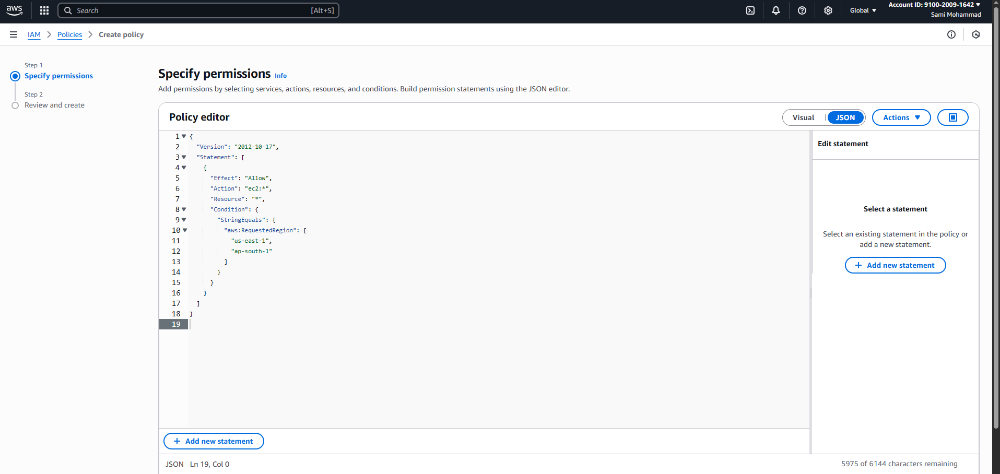 aws
Search
[Alt+S]
Global
Account ID: 9100-2009-1642
Sami Mohammad
IAM
Policies
Create policy
Step 1
Specify permissions
Step 2
Review and create
Specify permissions Info
Add permissions by selecting services, actions, resources, and conditions. Build permission statements using the JSON editor.
Policy editor
Visual
JSON
Actions
1 {
2 "Version": "2012-10-17",
3 "Statement": [
4 {
5 "Effect": "Allow",
6 "Action": "ec2:*",
7 "Resource": "*",
8 "Condition": {
9 "StringEquals": {
10 "aws:RequestedRegion": [
11 "us-east-1",
12 "ap-south-1"
13 ]
14 }
15 }
16 }
17 ]
18 }
19
Edit statement
Select a statement
Select an existing statement in the policy or
add a new statement.
+ Add new statement
+ Add new statement
JSON Ln 19, Col 0
5975 of 6144 characters remaining